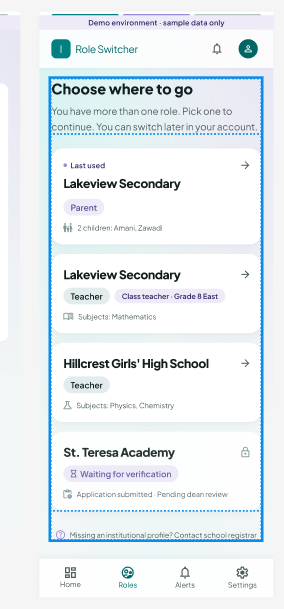 Demo environment · sample data only
Role Switcher
Choose where to go
You have more than one role. Pick one to
continue. You can switch later in your account.
Last used
Lakeview Secondary
Parent
2 children: Amani, Zawadi
Lakeview Secondary
Teacher
Class teacher · Grade 8 East
Subjects: Mathematics
Hillcrest Girls' High School
Teacher
Subjects: Physics, Chemistry
St. Teresa Academy
Waiting for verification
Application submitted · Pending dean review
Missing an institutional profile? Contact school registrar
Home
Roles
Alerts
Settings